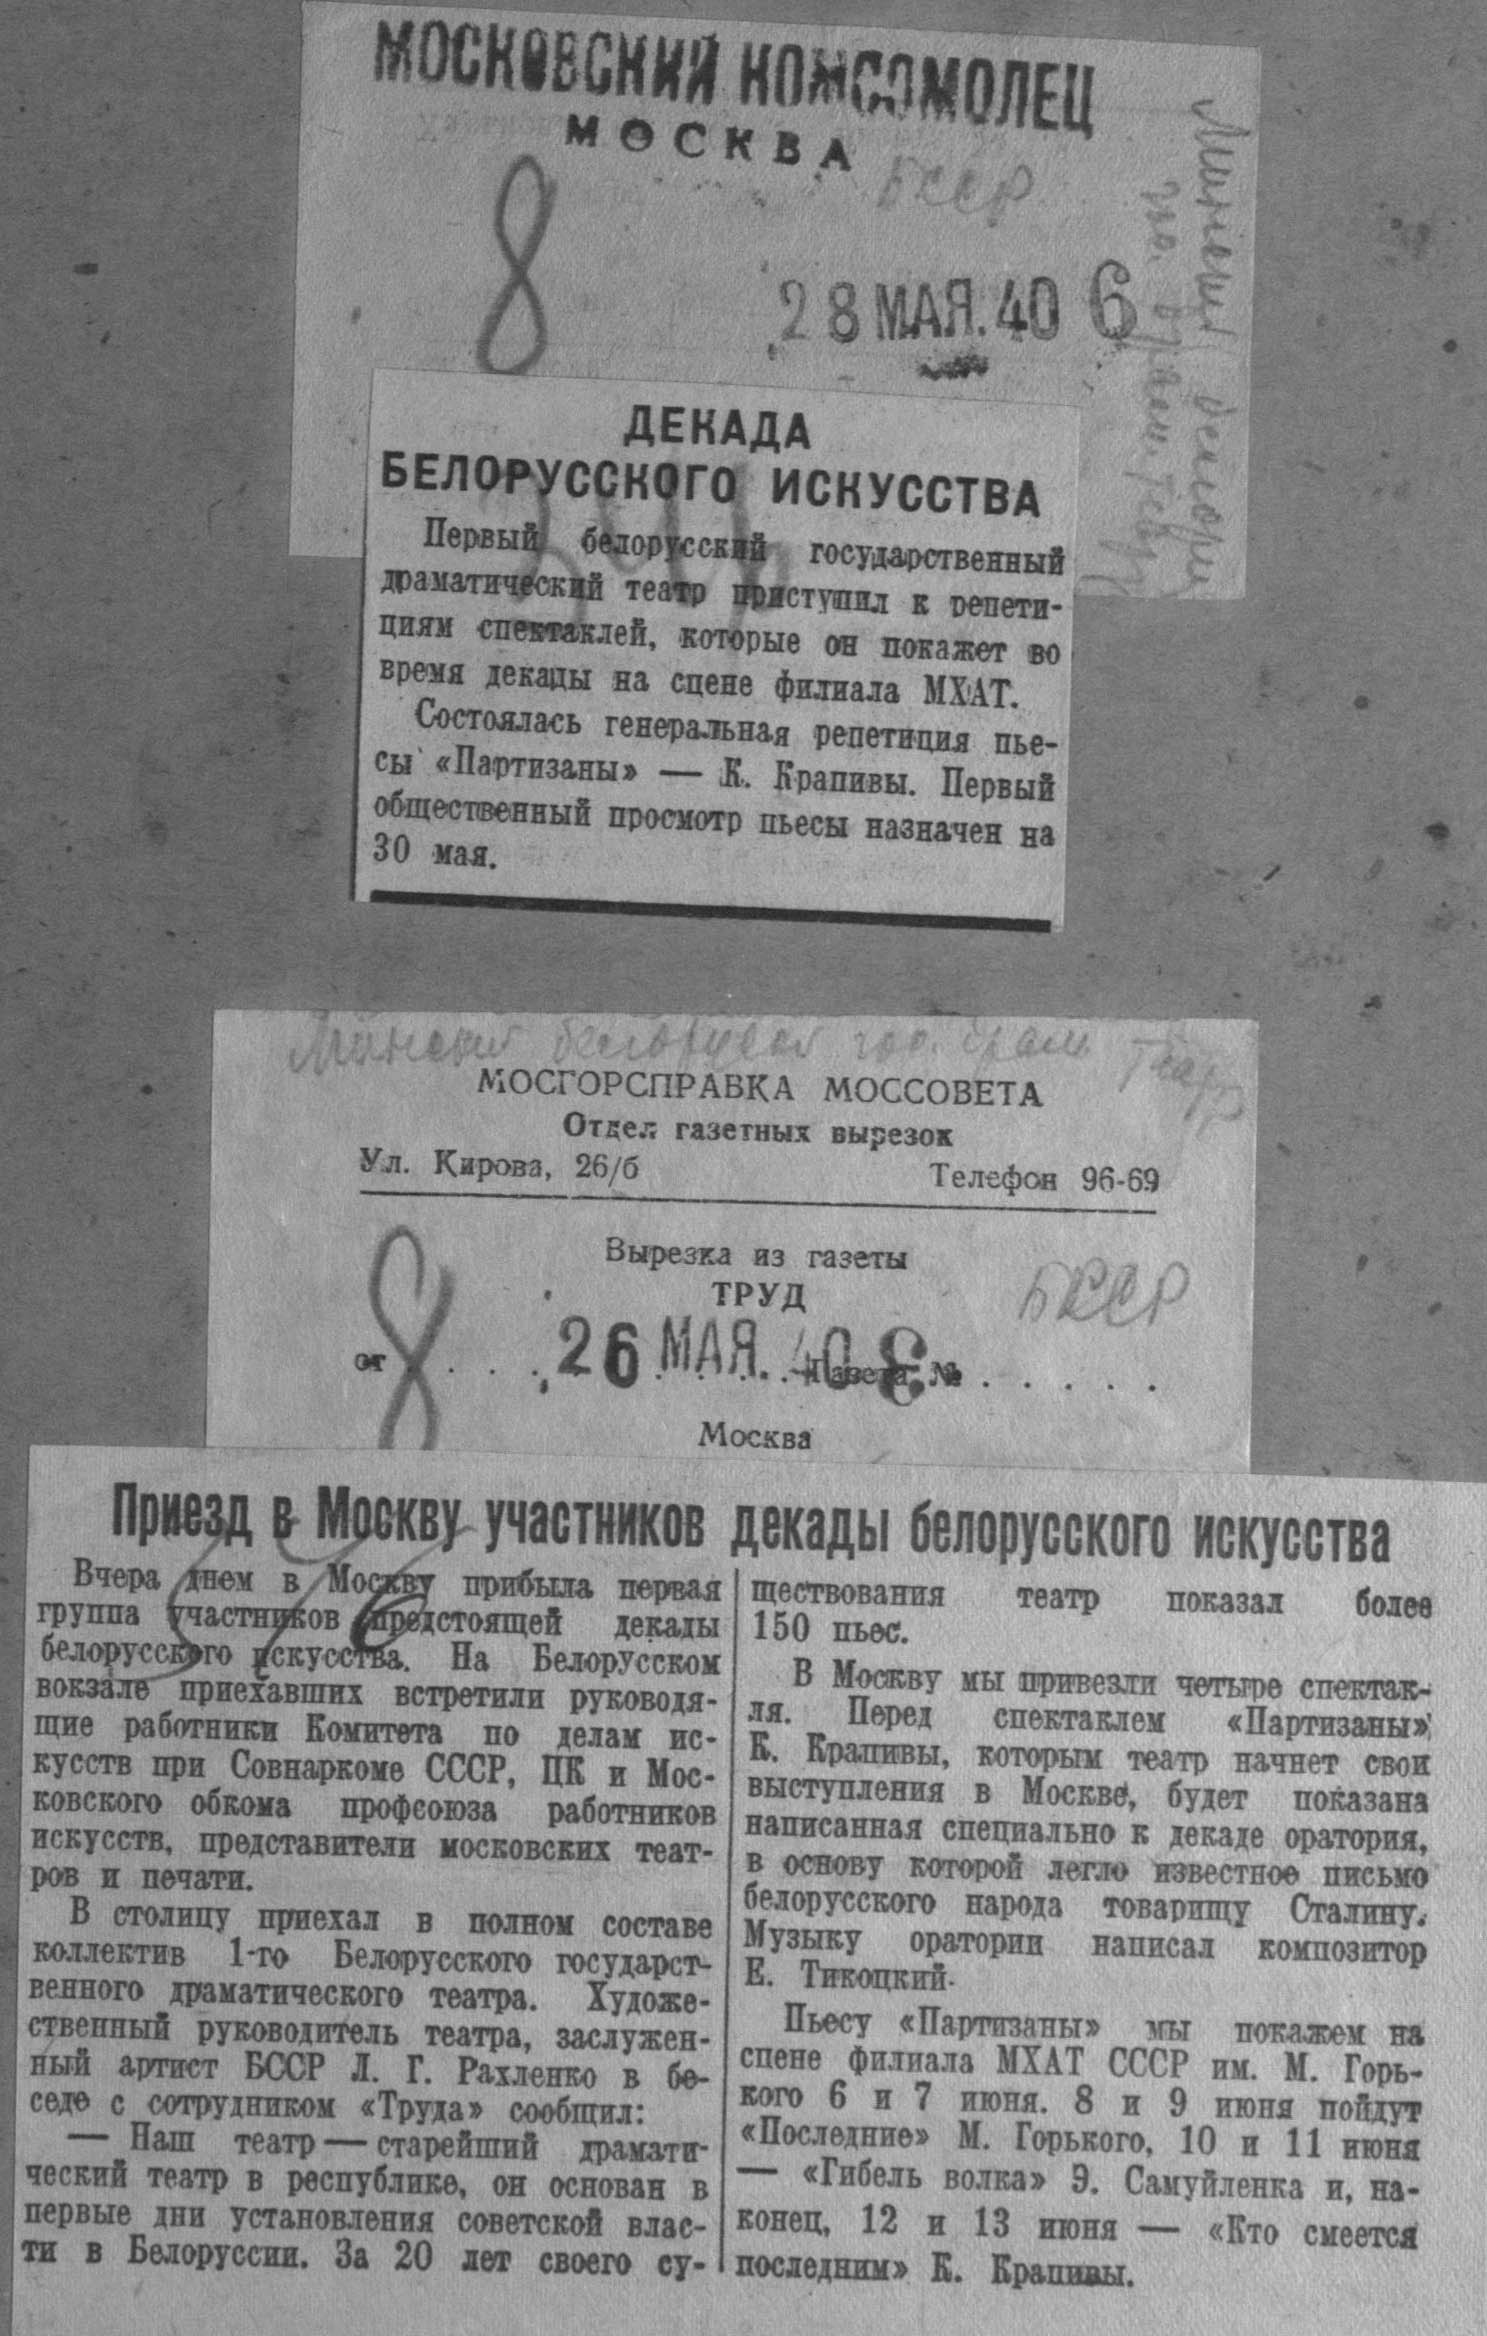 МОСКОВСКИЙ КОМСОМОЛЕЦ
МОСКВА
БССР
8
28 МАЯ. 40 6
ДЕКАДА
БЕЛОРУССКОГО ИСКУССТВА
Первый белорусский государственный
драматический театр приступил к репети-
циям спектаклей, которые он покажет во
время декады на сцене филиала МХАТ.
Состоялась генеральная репетиция пье-
сы «Партизаны» — К. Крапивы. Первый
общественный просмотр пьесы назначен на
30 мая.
МОСГОРСПРАВКА МОССОВЕТА
Отдел газетных вырезок
Ул. Кирова, 26/б Телефон 96-69
Вырезка из газеты
ТРУД
БССР
8
от . . . . 26 МАЯ. 40 Газета № . . . . .
Москва
Приезд в Москву участников декады белорусского искусства
Вчера днем в Москву прибыла первая
группа участников предстоящей декады
белорусского искусства. На Белорусском
вокзале приехавших встретили руководя-
щие работники Комитета по делам ис-
кусств при Совнаркоме СССР, ЦК и Мос-
ковского обкома профсоюза работников
искусств, представители московских теат-
ров и печати.
В столицу приехал в полном составе
коллектив 1-го Белорусского государст-
венного драматического театра. Художе-
ственный руководитель театра, заслужен-
ный артист БССР Л. Г. Рахленко в бе-
седе с сотрудником «Труда» сообщил:
— Наш театр — старейший драмати-
ческий театр в республике, он основан в
первые дни установления советской влас-
ти в Белоруссии. За 20 лет своего су-
ществования театр показал более
150 пьес.
В Москву мы привезли четыре спектак-
ля. Перед спектаклем «Партизаны»
К. Крапивы, которым театр начнет свои
выступления в Москве, будет показана
написанная специально к декаде оратория,
в основу которой легло известное письмо
белорусского народа товарищу Сталину.
Музыку оратории написал композитор
Е. Тикоцкий.
Пьесу «Партизаны» мы покажем на
сцене филиала МХАТ СССР им. М. Горь-
кого 6 и 7 июня. 8 и 9 июня пойдут
«Последние» М. Горького, 10 и 11 июня
— «Гибель волка» Э. Самуйленка и, на-
конец, 12 и 13 июня — «Кто смеется
последним» К. Крапивы.